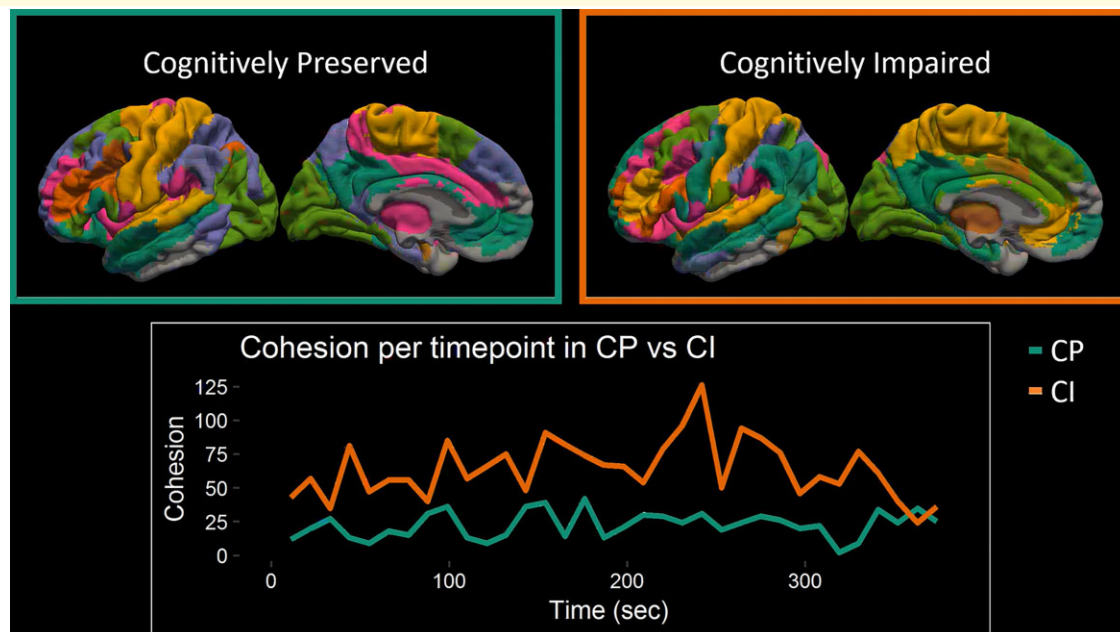 Cognitively Preserved
Cognitively Impaired
Cohesion per timepoint in CP vs CI
CP
CI
Cohesion
125
100
75
50
25
0
0 100 200 300
Time (sec)